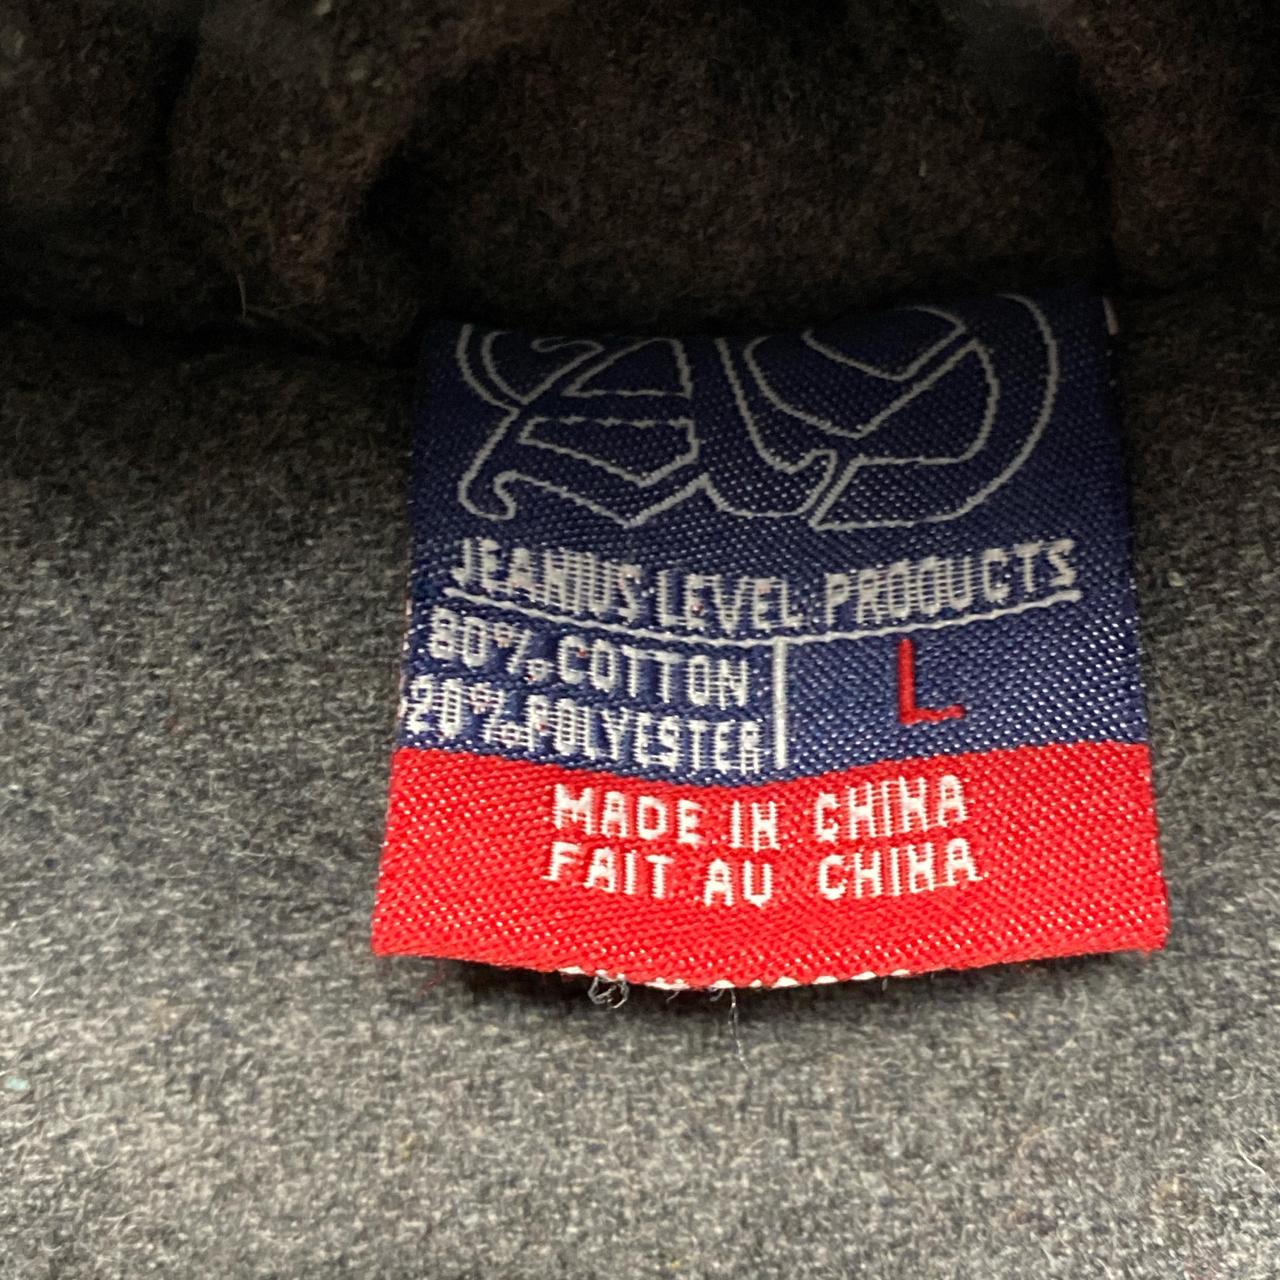 JEANIUS LEVEL PRODUCTS
80% COTTON
20% POLYESTER
L
MADE IN CHINA
FAIT AU CHINA